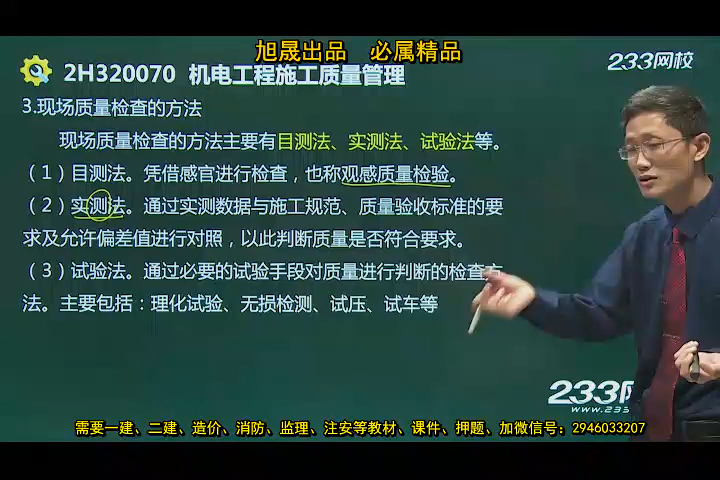 旭晟出品 必属精品
2H320070 机电工程施工质量管理
233网校
3.现场质量检查的方法
现场质量检查的方法主要有目测法、实测法、试验法等。
（1）目测法。凭借感官进行检查，也称观感质量检验。
（2）实测法。通过实测数据与施工规范、质量验收标准的要
求及允许偏差值进行对照，以此判断质量是否符合要求。
（3）试验法。通过必要的试验手段对质量进行判断的检查方
法。主要包括：理化试验、无损检测、试压、试车等
233网
www.233
需要一建、二建、造价、消防、监理、注安等教材、课件、押题、加微信号：2946033207